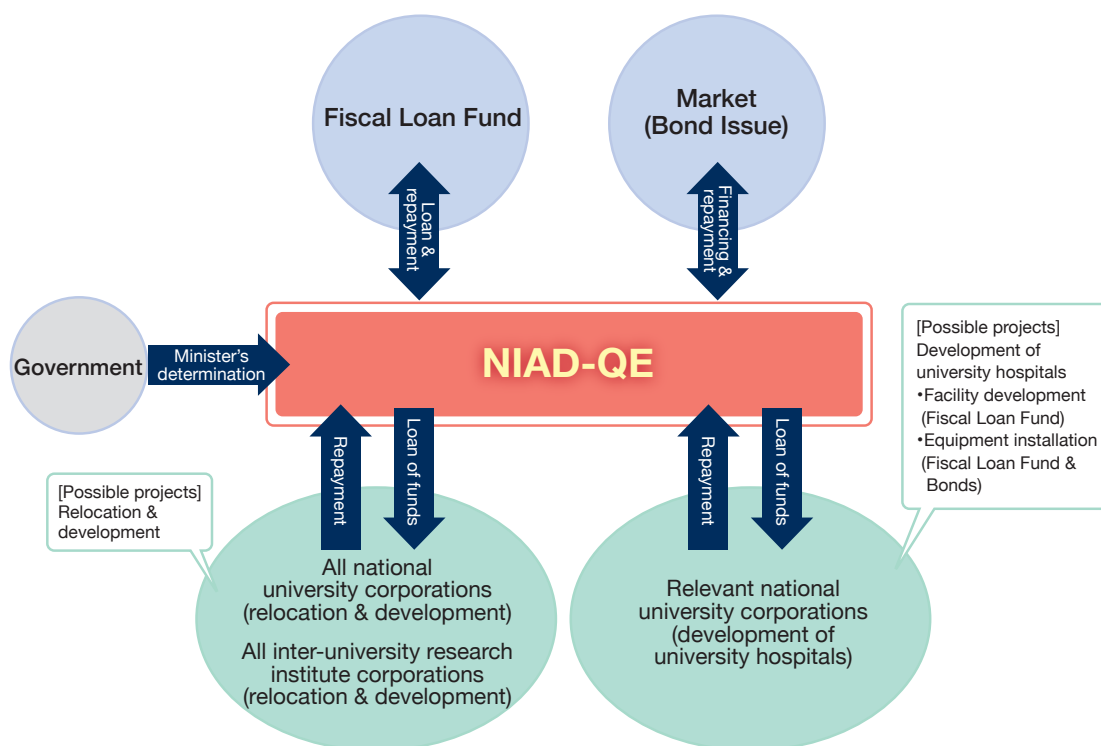 Fiscal Loan Fund
Market
(Bond Issue)
Loan &
repayment
Financing &
repayment
Government
Minister's
determination
NIAD-QE
[Possible projects]
Development of
university hospitals
•Facility development
(Fiscal Loan Fund)
•Equipment installation
(Fiscal Loan Fund &
Bonds)
Repayment
Loan of funds
Repayment
Loan of funds
[Possible projects]
Relocation &
development
All national
university corporations
(relocation & development)
All inter-university research
institute corporations
(relocation & development)
Relevant national
university corporations
(development of
university hospitals)